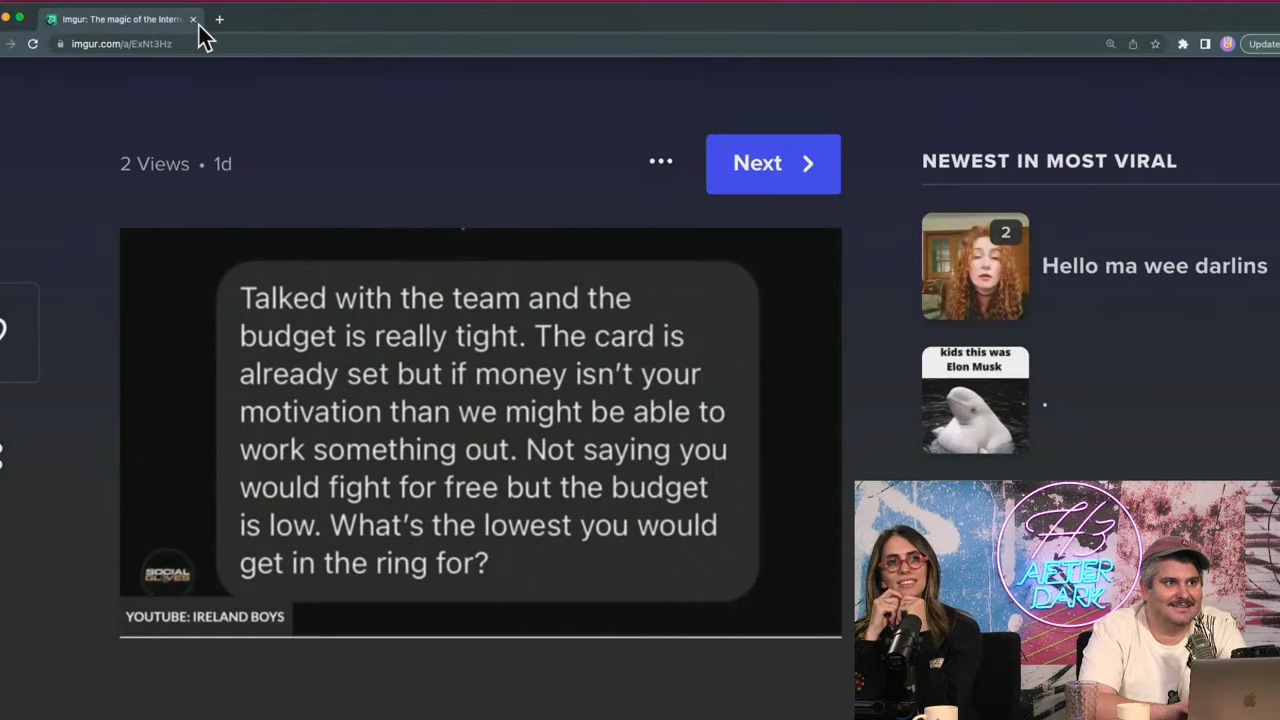 Imgur: The magic of the Intern
imgur.com/a/ExNt3Hz
Update
2 Views • 1d
Next
NEWEST IN MOST VIRAL
2
Hello ma wee darlins
kids this was
Elon Musk
.
Talked with the team and the
budget is really tight. The card is
already set but if money isn't your
motivation than we might be able to
work something out. Not saying you
would fight for free but the budget
is low. What's the lowest you would
get in the ring for?
SOCIAL
GLOVES
YOUTUBE: IRELAND BOYS
H3
AFTER
DARK